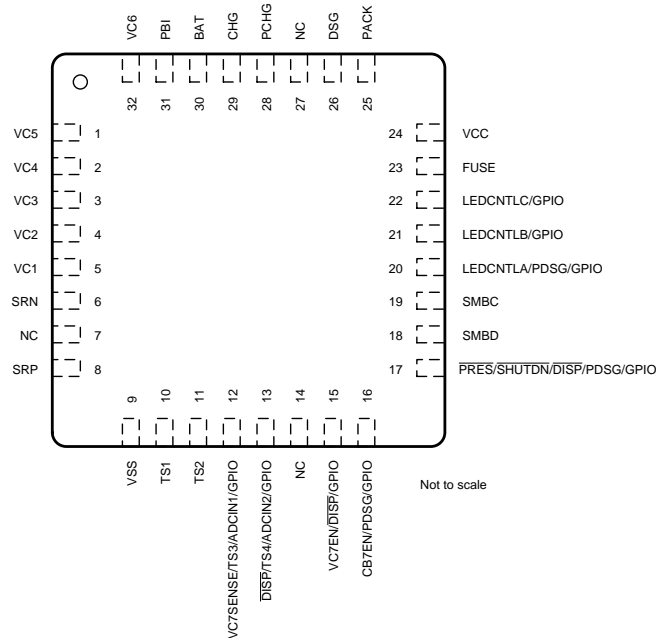 VC6 PBI BAT CHG PCHG NC DSG PACK
32 31 30 29 28 27 26 25
VC5 1 24 VCC
VC4 2 23 FUSE
VC3 3 22 LEDCNTLC/GPIO
VC2 4 21 LEDCNTLB/GPIO
VC1 5 20 LEDCNTLA/PDSG/GPIO
SRN 6 19 SMBC
NC 7 18 SMBD
SRP 8 17 PRES/SHUTDN/DISP/PDSG/GPIO
9 10 11 12 13 14 15 16
VSS TS1 TS2 VC7SENSE/TS3/ADCIN1/GPIO DISP/TS4/ADCIN2/GPIO NC VC7EN/DISP/GPIO CB7EN/PDSG/GPIO
Not to scale